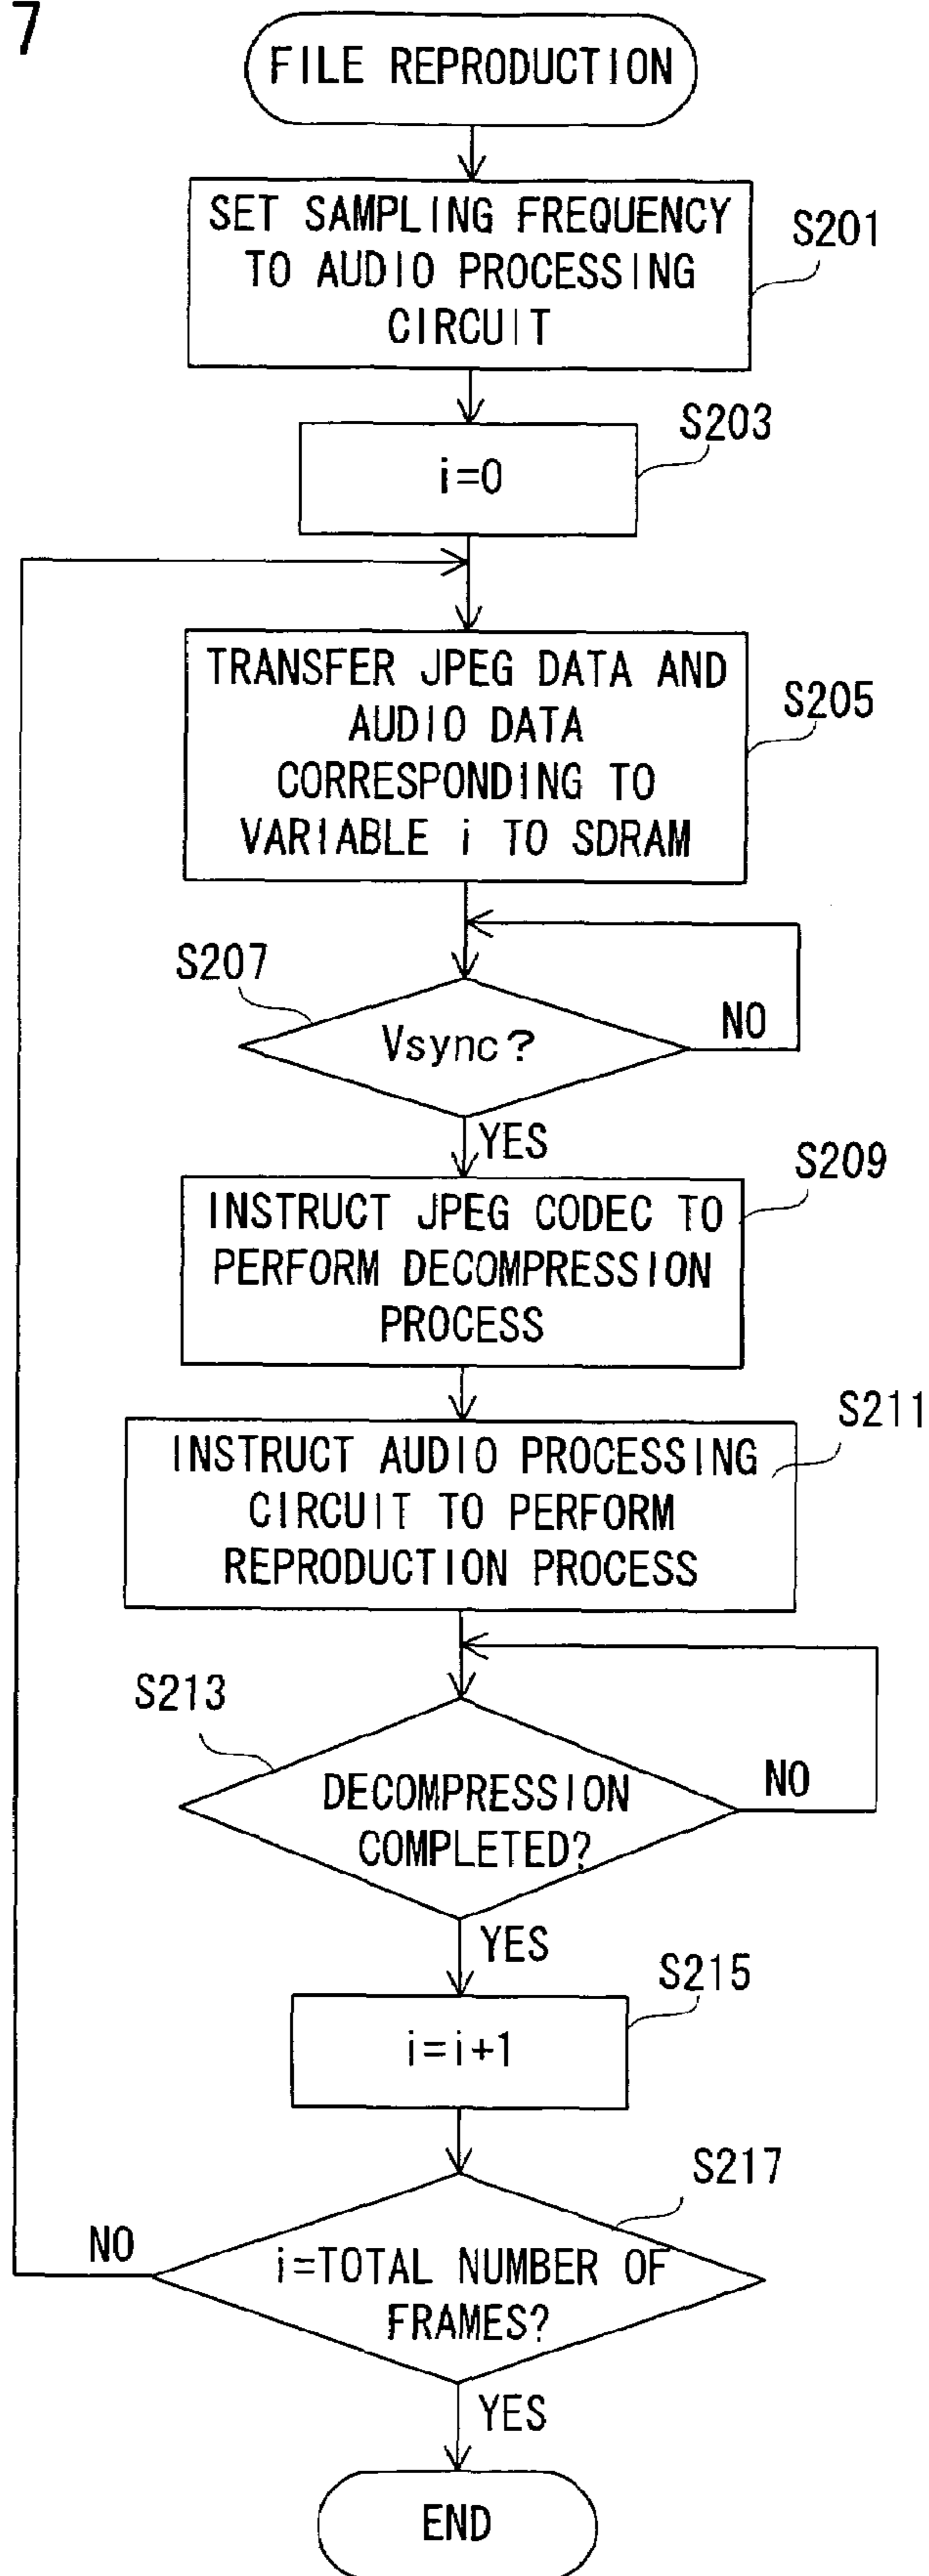 7
FILE REPRODUCTION
SET SAMPLING FREQUENCY
TO AUDIO PROCESSING
CIRCUIT
S201
S203
i=0
TRANSFER JPEG DATA AND
AUDIO DATA
CORRESPONDING TO
VARIABLE i TO SDRAM
S205
S207
Vsync?
NO
YES
S209
INSTRUCT JPEG CODEC TO
PERFORM DECOMPRESSION
PROCESS
S211
INSTRUCT AUDIO PROCESSING
CIRCUIT TO PERFORM
REPRODUCTION PROCESS
S213
DECOMPRESSION
COMPLETED?
NO
YES
S215
i=i+1
S217
NO
i=TOTAL NUMBER OF
FRAMES?
YES
END